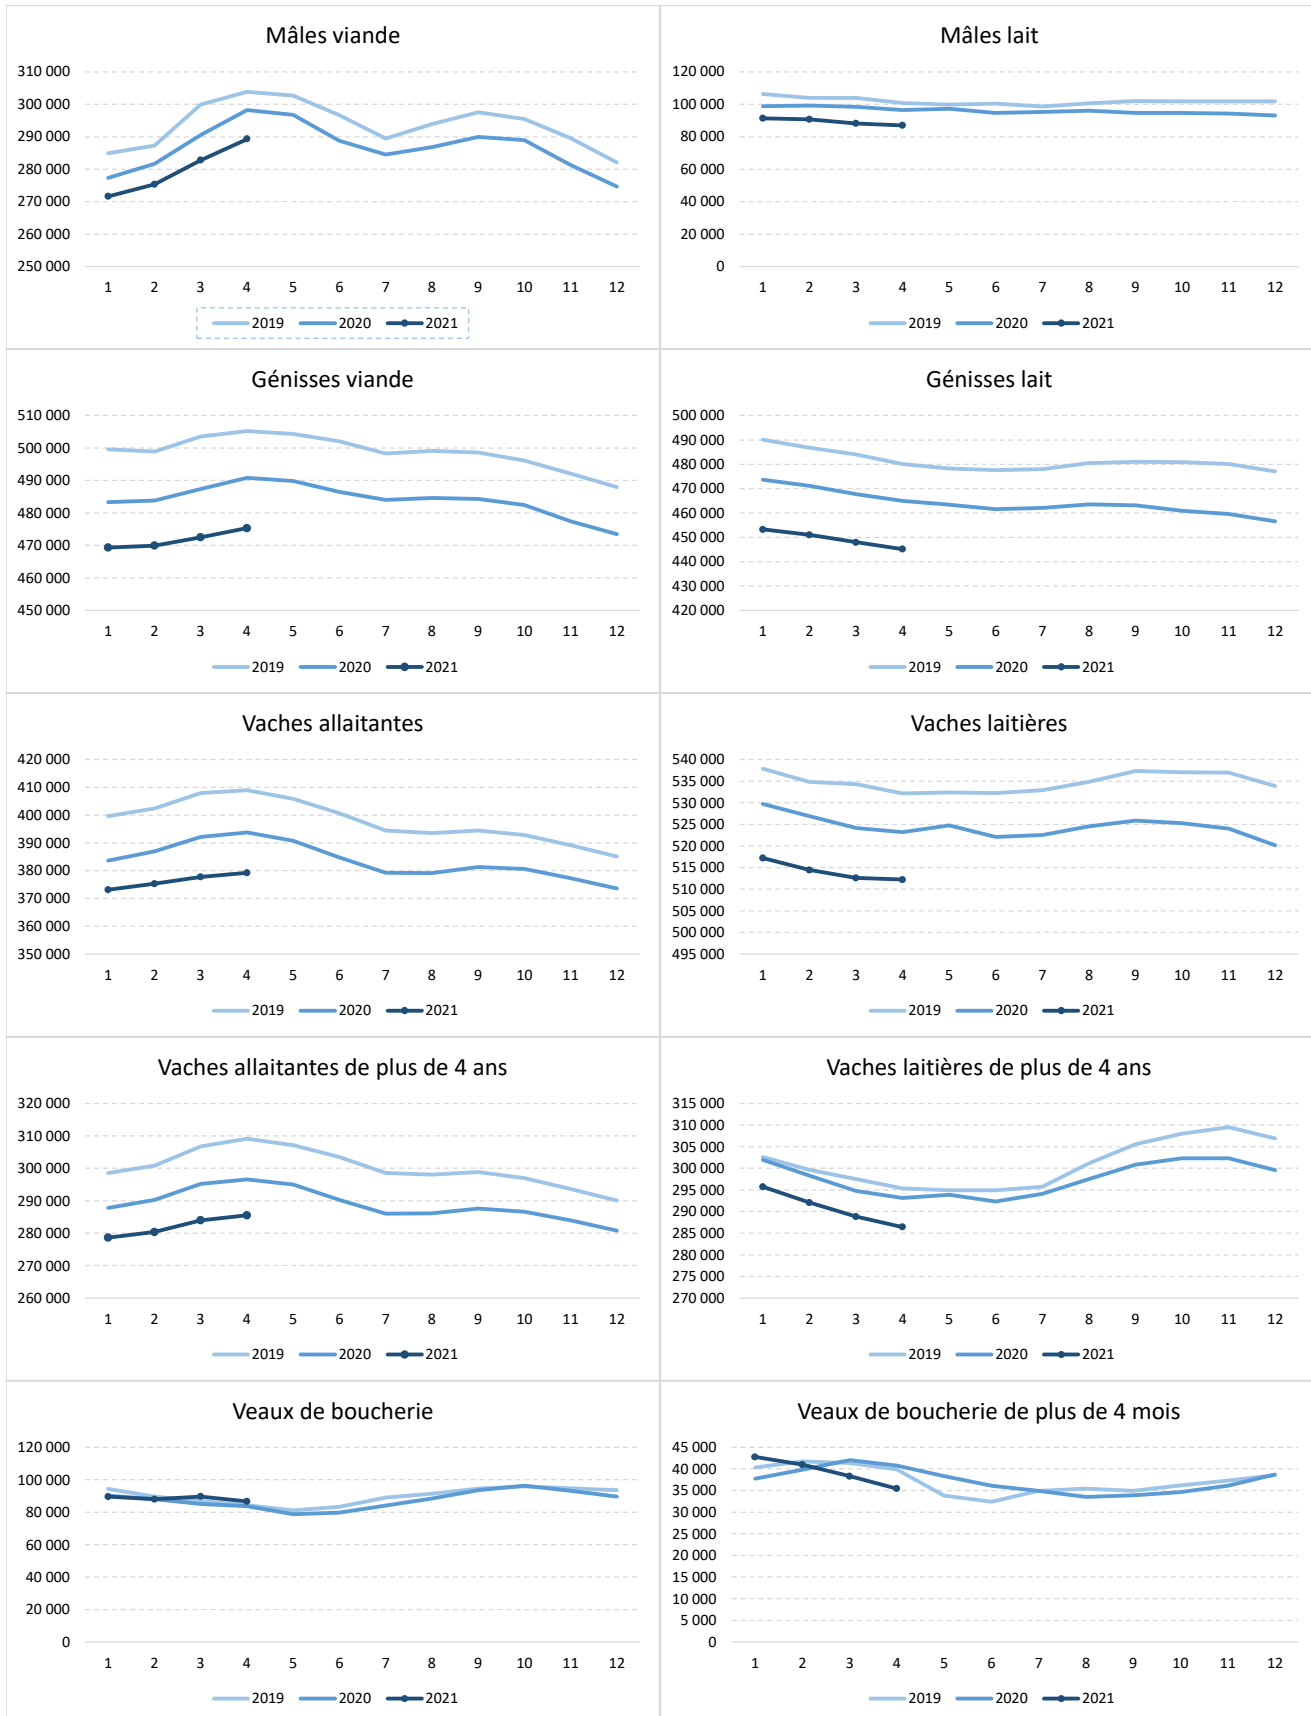 Mâles viande
310 000
300 000
290 000
280 000
270 000
260 000
250 000
1 2 3 4 5 6 7 8 9 10 11 12
2019 2020 2021
Mâles lait
120 000
100 000
80 000
60 000
40 000
20 000
0
1 2 3 4 5 6 7 8 9 10 11 12
2019 2020 2021
Génisses viande
510 000
500 000
490 000
480 000
470 000
460 000
450 000
1 2 3 4 5 6 7 8 9 10 11 12
2019 2020 2021
Génisses lait
500 000
490 000
480 000
470 000
460 000
450 000
440 000
430 000
420 000
1 2 3 4 5 6 7 8 9 10 11 12
2019 2020 2021
Vaches allaitantes
420 000
410 000
400 000
390 000
380 000
370 000
360 000
350 000
1 2 3 4 5 6 7 8 9 10 11 12
2019 2020 2021
Vaches laitières
540 000
535 000
530 000
525 000
520 000
515 000
510 000
505 000
500 000
495 000
1 2 3 4 5 6 7 8 9 10 11 12
2019 2020 2021
Vaches allaitantes de plus de 4 ans
320 000
310 000
300 000
290 000
280 000
270 000
260 000
1 2 3 4 5 6 7 8 9 10 11 12
2019 2020 2021
Vaches laitières de plus de 4 ans
315 000
310 000
305 000
300 000
295 000
290 000
285 000
280 000
275 000
270 000
1 2 3 4 5 6 7 8 9 10 11 12
2019 2020 2021
Veaux de boucherie
120 000
100 000
80 000
60 000
40 000
20 000
0
1 2 3 4 5 6 7 8 9 10 11 12
2019 2020 2021
Veaux de boucherie de plus de 4 mois
45 000
40 000
35 000
30 000
25 000
20 000
15 000
10 000
5 000
0
1 2 3 4 5 6 7 8 9 10 11 12
2019 2020 2021